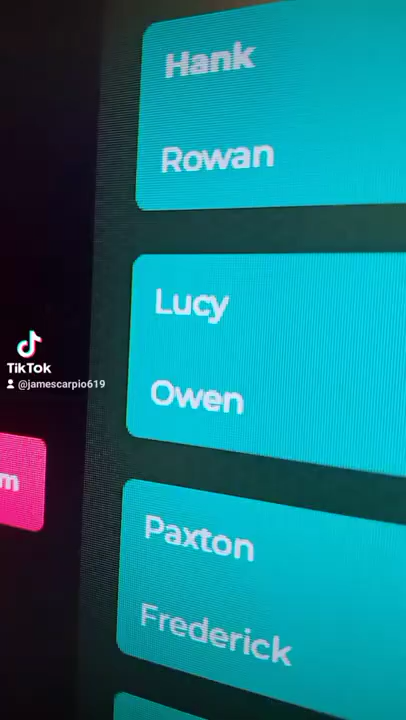 Hank
Rowan
Lucy
Owen
TikTok
@jamescarpio619
m
Paxton
Frederick